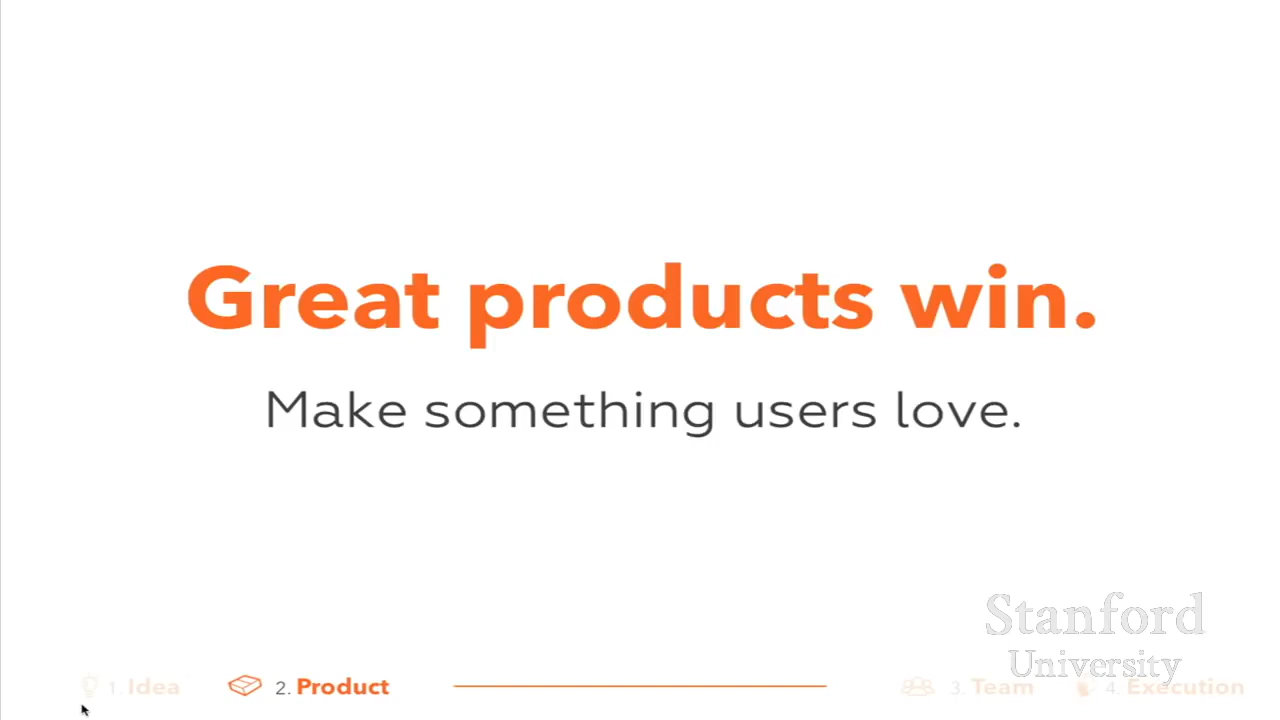 Great products win.
Make something users love.
Stanford
University
1. Idea
2. Product
3. Team
4. Execution